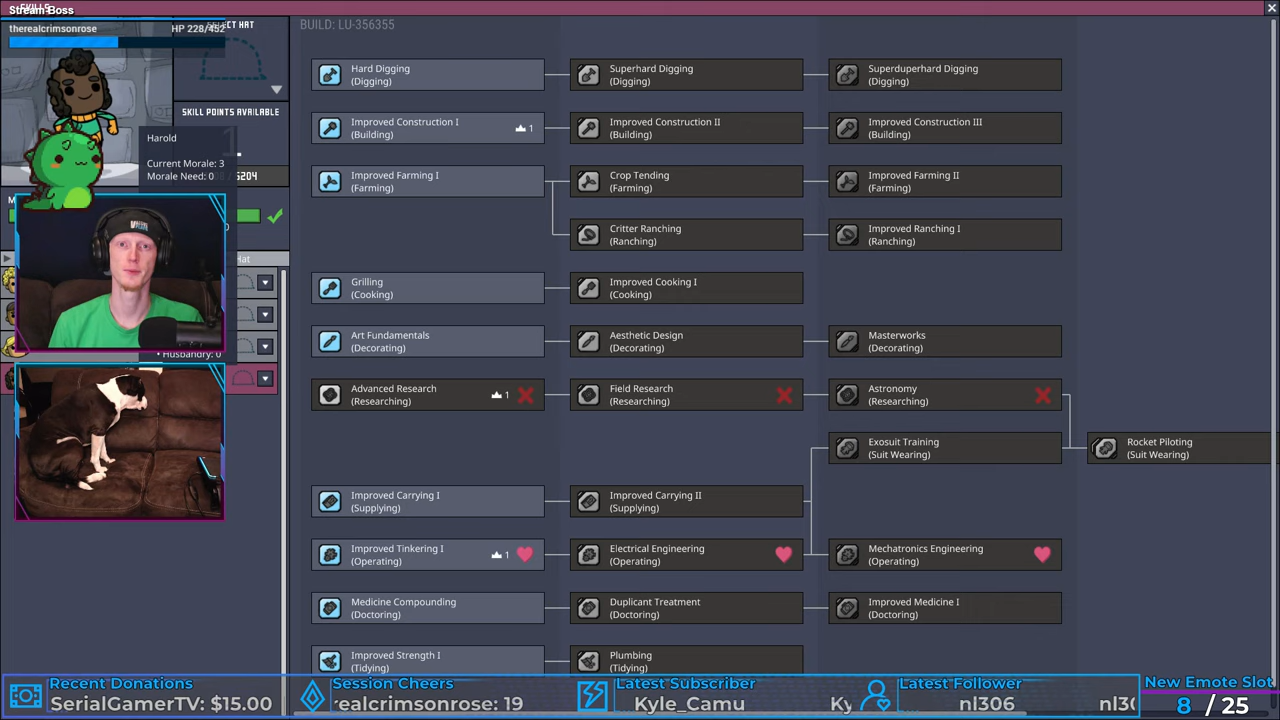 Stream Boss
therealcrimsonrose HP 228/452
SELECT HAT
SKILL POINTS AVAILABLE
1
Harold
Current Morale: 3
Morale Need: 0
Husbandry: 0
BUILD: LU-356355
Hard Digging
(Digging)
Superhard Digging
(Digging)
Superduperhard Digging
(Digging)
Improved Construction I
(Building)
1
Improved Construction II
(Building)
Improved Construction III
(Building)
Improved Farming I
(Farming)
Crop Tending
(Farming)
Improved Farming II
(Farming)
Critter Ranching
(Ranching)
Improved Ranching I
(Ranching)
Grilling
(Cooking)
Improved Cooking I
(Cooking)
Art Fundamentals
(Decorating)
Aesthetic Design
(Decorating)
Masterworks
(Decorating)
Advanced Research
(Researching)
1
Field Research
(Researching)
Astronomy
(Researching)
Exosuit Training
(Suit Wearing)
Rocket Piloting
(Suit Wearing)
Improved Carrying I
(Supplying)
Improved Carrying II
(Supplying)
Improved Tinkering I
(Operating)
1
Electrical Engineering
(Operating)
Mechatronics Engineering
(Operating)
Medicine Compounding
(Doctoring)
Duplicant Treatment
(Doctoring)
Improved Medicine I
(Doctoring)
Improved Strength I
(Tidying)
Plumbing
(Tidying)
Recent Donations
SerialGamerTV: $15.00
Session Cheers
realcrimsonrose: 19
Latest Subscriber
Kyle_Camu Ky
Latest Follower
nl306 nl30
New Emote Slot
8 / 25